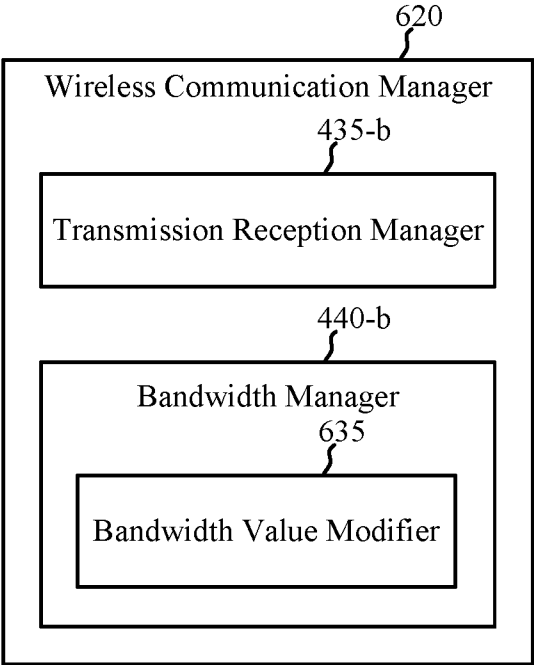 620
Wireless Communication Manager
435-b
Transmission Reception Manager
440-b
Bandwidth Manager
635
Bandwidth Value Modifier